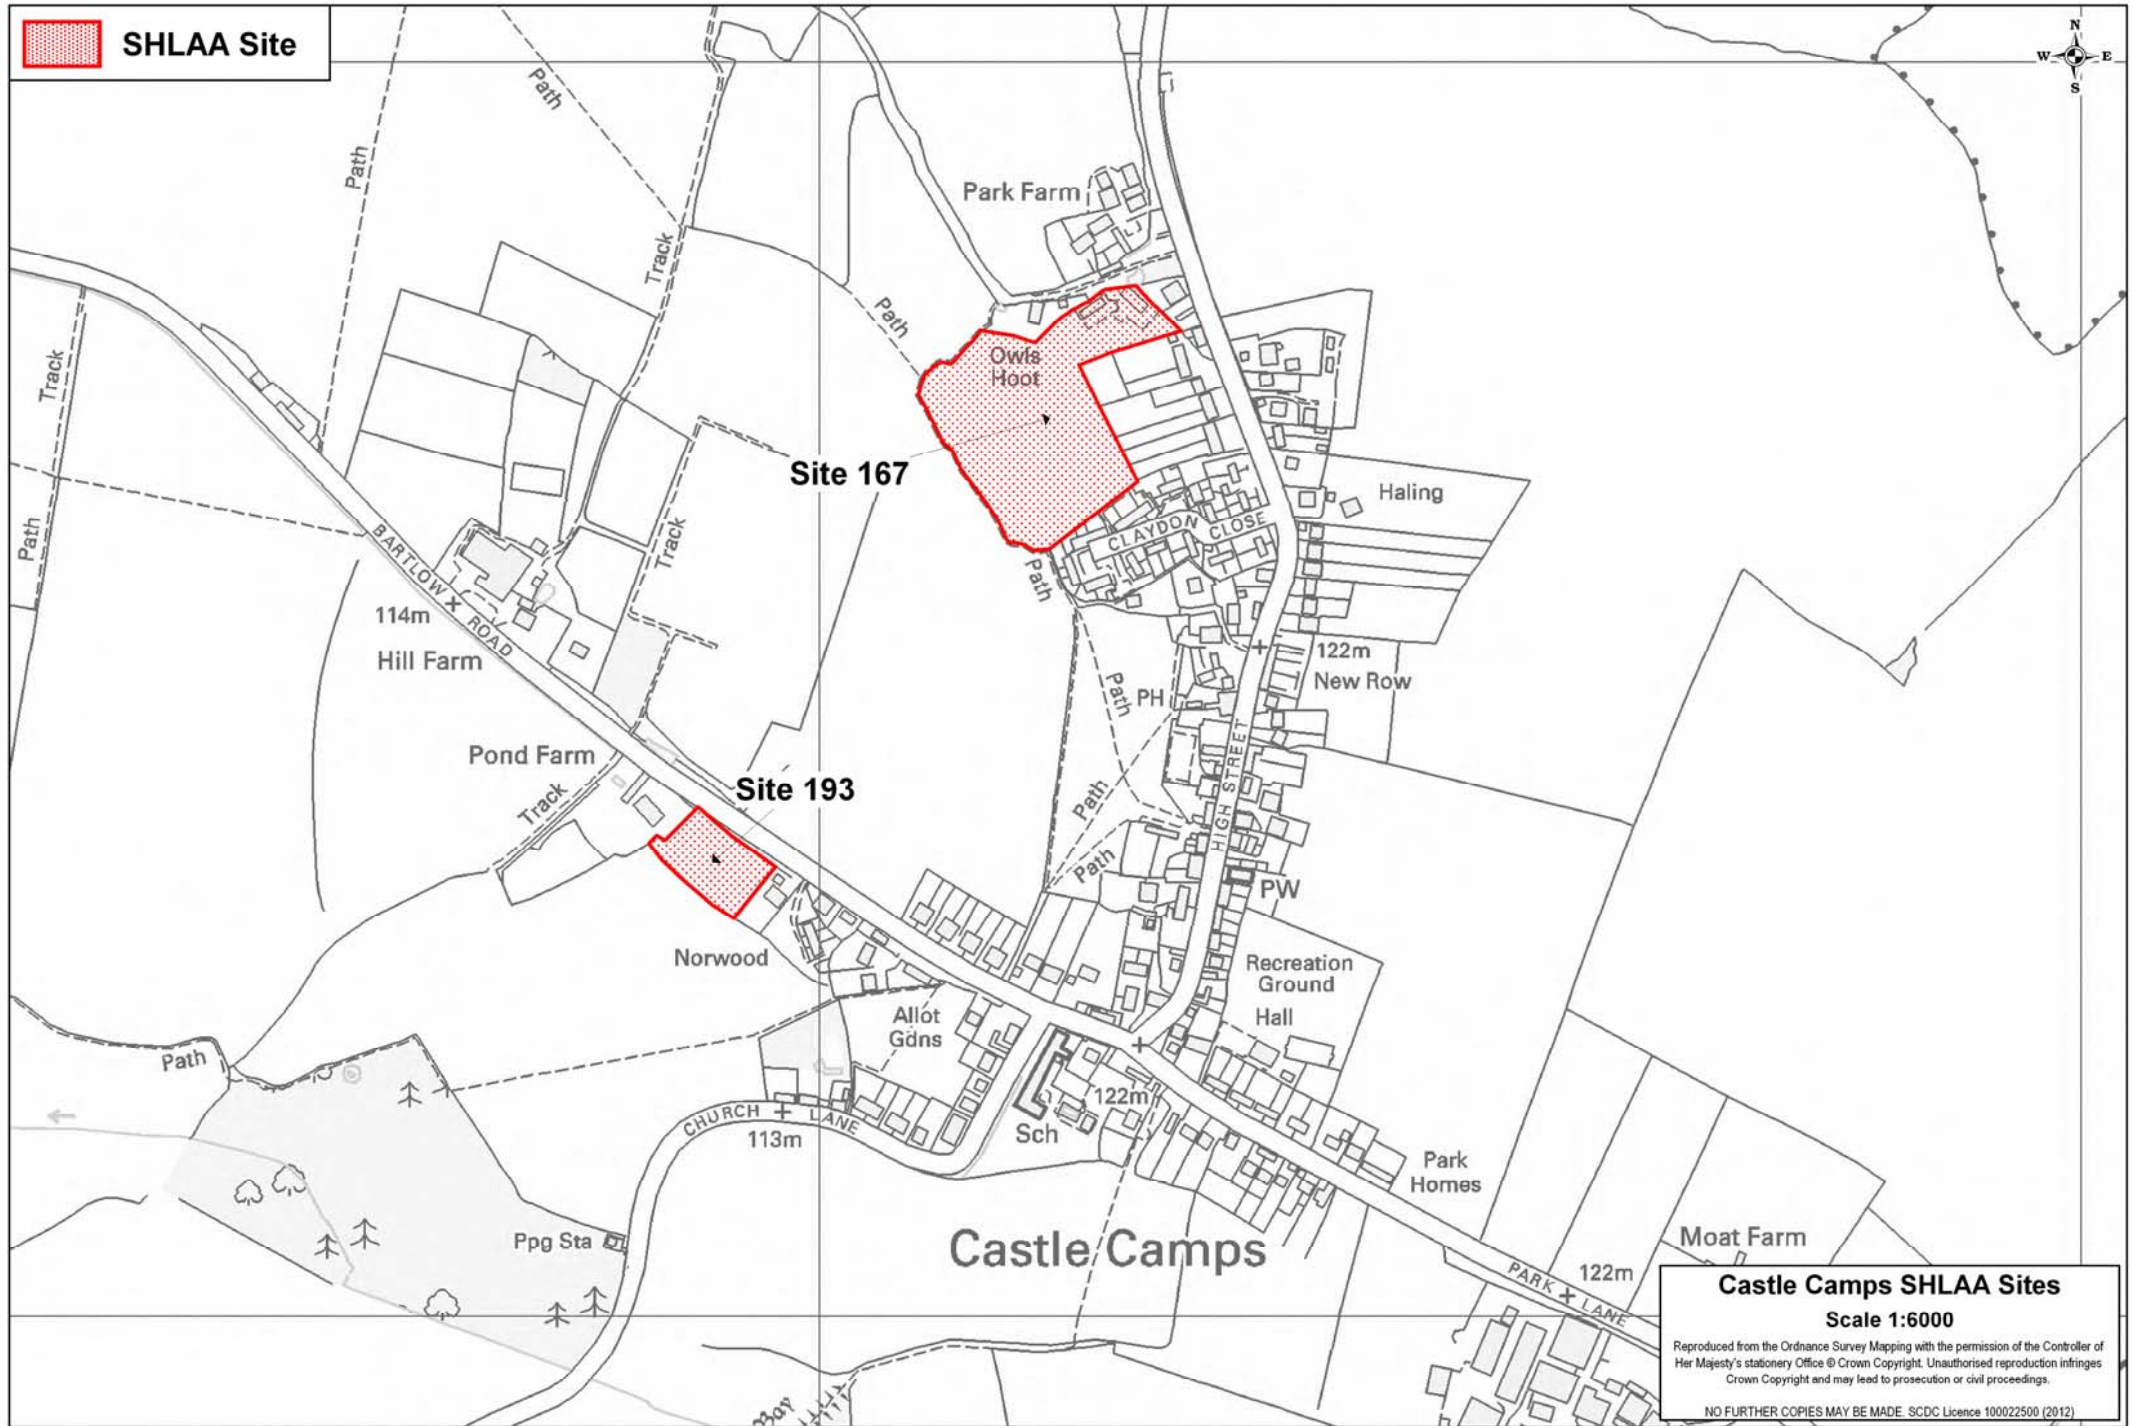 SHLAA Site
N
W E
S
Path
Path
Park Farm
Track
Path
Track
Owls
Hoot
Site 167
Haling
Path
BARTLOW ROAD
Track
CLAYDON CLOSE
Path
114m
Hill Farm
122m
New Row
Path
PH
HIGH STREET
Pond Farm
Track
Site 193
Path
Path
PW
Norwood
Recreation
Ground
Hall
Allot
Gdns
Path
122m
CHURCH LANE
113m
Sch
Park
Homes
Ppg Sta
Castle Camps
Moat Farm
PARK LANE
122m
Bay
Castle Camps SHLAA Sites
Scale 1:6000
Reproduced from the Ordnance Survey Mapping with the permission of the Controller of
Her Majesty's stationery Office © Crown Copyright. Unauthorised reproduction infringes
Crown Copyright and may lead to prosecution or civil proceedings.
NO FURTHER COPIES MAY BE MADE. SCDC Licence 100022500 (2012)